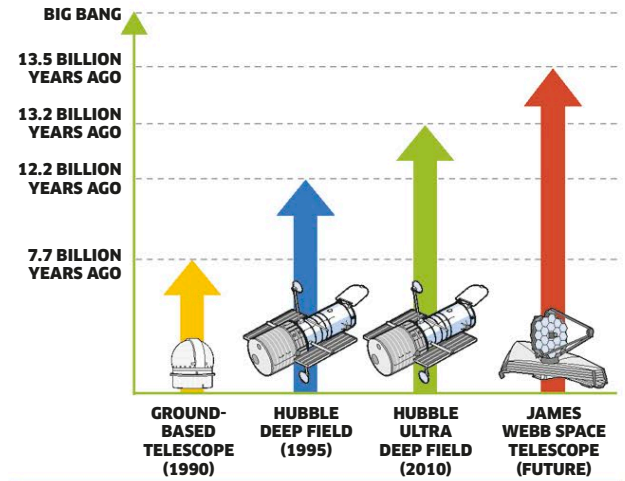 BIG BANG
13.5 BILLION
YEARS AGO
13.2 BILLION
YEARS AGO
12.2 BILLION
YEARS AGO
7.7 BILLION
YEARS AGO
GROUND-
BASED
TELESCOPE
(1990)
HUBBLE
DEEP FIELD
(1995)
HUBBLE
ULTRA
DEEP FIELD
(2010)
JAMES
WEBB SPACE
TELESCOPE
(FUTURE)